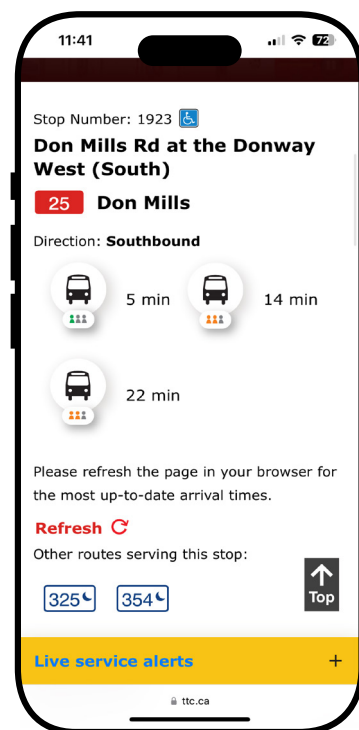 11:41
72
Stop Number: 1923
Don Mills Rd at the Donway
West (South)
25 Don Mills
Direction: Southbound
5 min 14 min
22 min
Please refresh the page in your browser for
the most up-to-date arrival times.
Refresh
Other routes serving this stop:
325 354
Top
Live service alerts +
ttc.ca